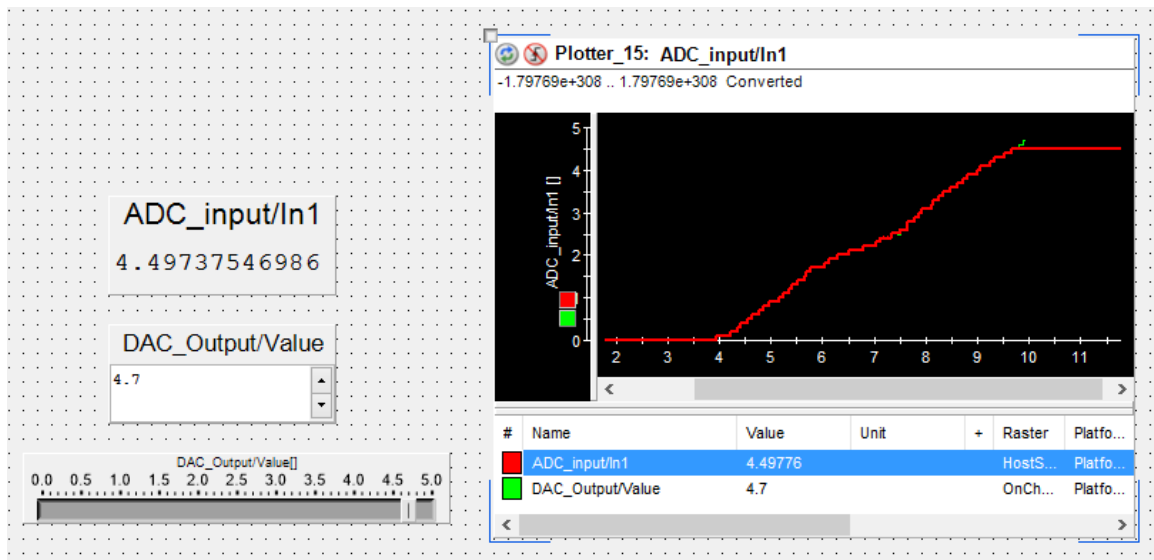 ADC_input/In1
4.49737546986
DAC_Output/Value
4.7
DAC_Output/Value[]
0.0 0.5 1.0 1.5 2.0 2.5 3.0 3.5 4.0 4.5 5.0
Plotter_15: ADC_input/In1
-1.79769e+308 .. 1.79769e+308 Converted
ADC_input/In1 []
5
4
3
2
1
0
2 3 4 5 6 7 8 9 10 11
# Name Value Unit + Raster Platfo...
ADC_input/In1 4.49776 HostS... Platfo...
DAC_Output/Value 4.7 OnCh... Platfo...